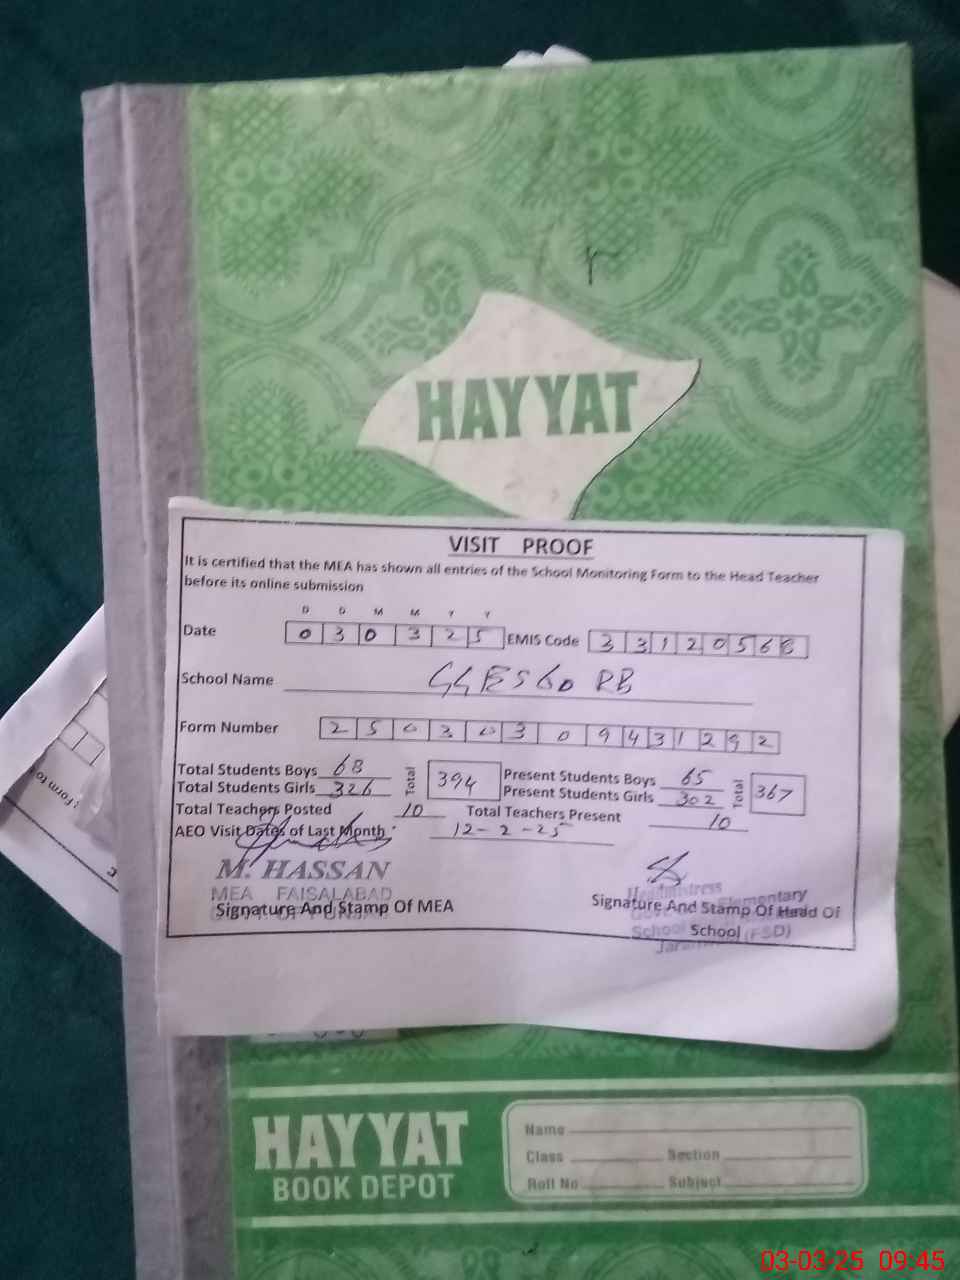 HAYYAT
VISIT PROOF
It is certified that the MEA has shown all entries of the School Monitoring Form to the Head Teacher
before its online submission
D D M M Y Y
Date 0 3 0 3 2 5 EMIS Code 3 3 1 2 0 5 6 8
School Name GGES 60 RB
Form Number 2 5 0 3 0 3 0 9 4 3 1 2 9 2
Total Students Boys 68 Total 394 Present Students Boys 65 Total 367
Total Students Girls 326 Present Students Girls 302
Total Teachers Posted 10 Total Teachers Present 10
AEO Visit Dates of Last Month 12-2-25
M. HASSAN
MEA FAISALABAD
Signature And Stamp Of MEA
Headmistress
Elementary
Signature And Stamp Of Head Of
School
School (FSD)
HAYYAT
BOOK DEPOT
Name
Class Section
Roll No Subject
03-03-25 09:45